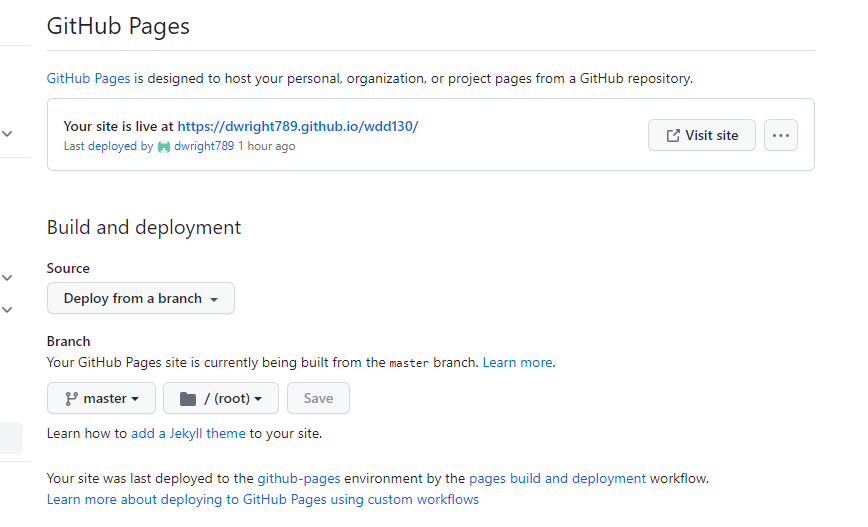 GitHub Pages
GitHub Pages is designed to host your personal, organization, or project pages from a GitHub repository.
Your site is live at https://dwright789.github.io/wdd130/
Last deployed by dwright789 1 hour ago
Visit site
Build and deployment
Source
Deploy from a branch
Branch
Your GitHub Pages site is currently being built from the master branch. Learn more.
master / (root) Save
Learn how to add a Jekyll theme to your site.
Your site was last deployed to the github-pages environment by the pages build and deployment workflow.
Learn more about deploying to GitHub Pages using custom workflows